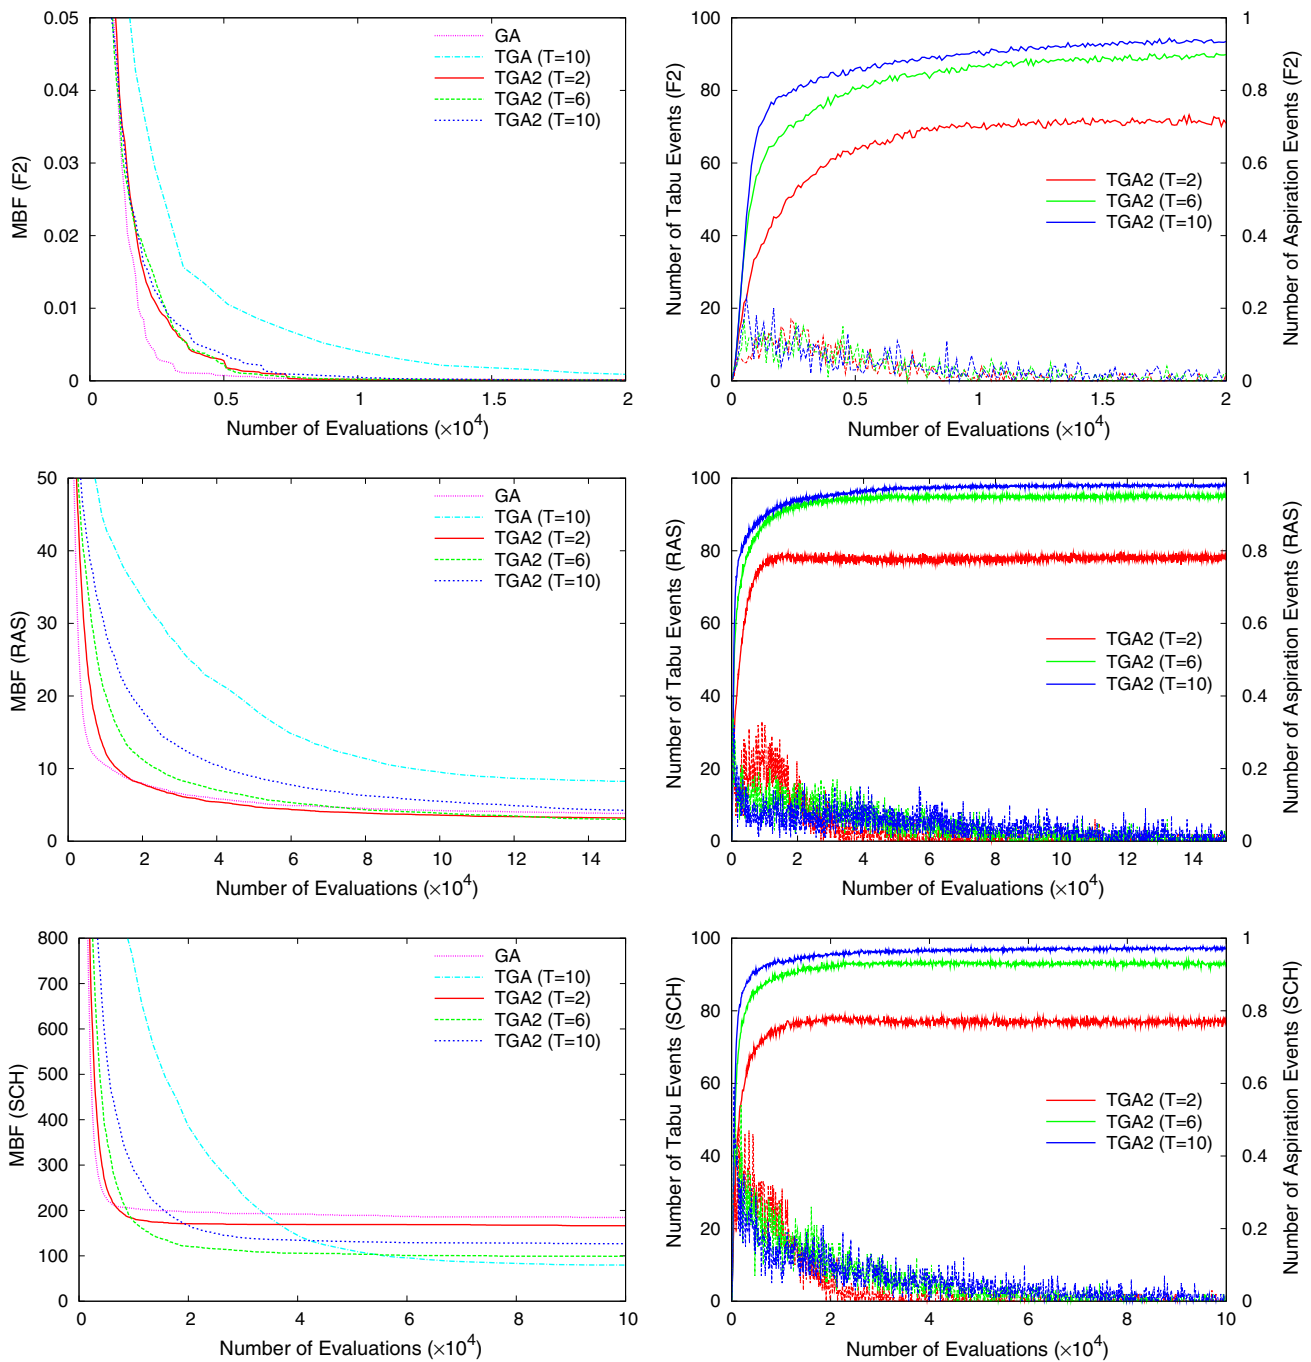 MBF (F2)
0.05
0.04
0.03
0.02
0.01
0
0 0.5 1 1.5 2
Number of Evaluations (×10^4)
GA
TGA (T=10)
TGA2 (T=2)
TGA2 (T=6)
TGA2 (T=10)
Number of Tabu Events (F2)
100
80
60
40
20
0
0 0.5 1 1.5 2
Number of Evaluations (×10^4)
TGA2 (T=2)
TGA2 (T=6)
TGA2 (T=10)
1
0.8
0.6
0.4
0.2
0
Number of Aspiration Events (F2)
MBF (RAS)
50
40
30
20
10
0
0 2 4 6 8 10 12 14
Number of Evaluations (×10^4)
GA
TGA (T=10)
TGA2 (T=2)
TGA2 (T=6)
TGA2 (T=10)
Number of Tabu Events (RAS)
100
80
60
40
20
0
0 2 4 6 8 10 12 14
Number of Evaluations (×10^4)
TGA2 (T=2)
TGA2 (T=6)
TGA2 (T=10)
1
0.8
0.6
0.4
0.2
0
Number of Aspiration Events (RAS)
MBF (SCH)
800
700
600
500
400
300
200
100
0
0 2 4 6 8 10
Number of Evaluations (×10^4)
GA
TGA (T=10)
TGA2 (T=2)
TGA2 (T=6)
TGA2 (T=10)
Number of Tabu Events (SCH)
100
80
60
40
20
0
0 2 4 6 8 10
Number of Evaluations (×10^4)
TGA2 (T=2)
TGA2 (T=6)
TGA2 (T=10)
1
0.8
0.6
0.4
0.2
0
Number of Aspiration Events (SCH)